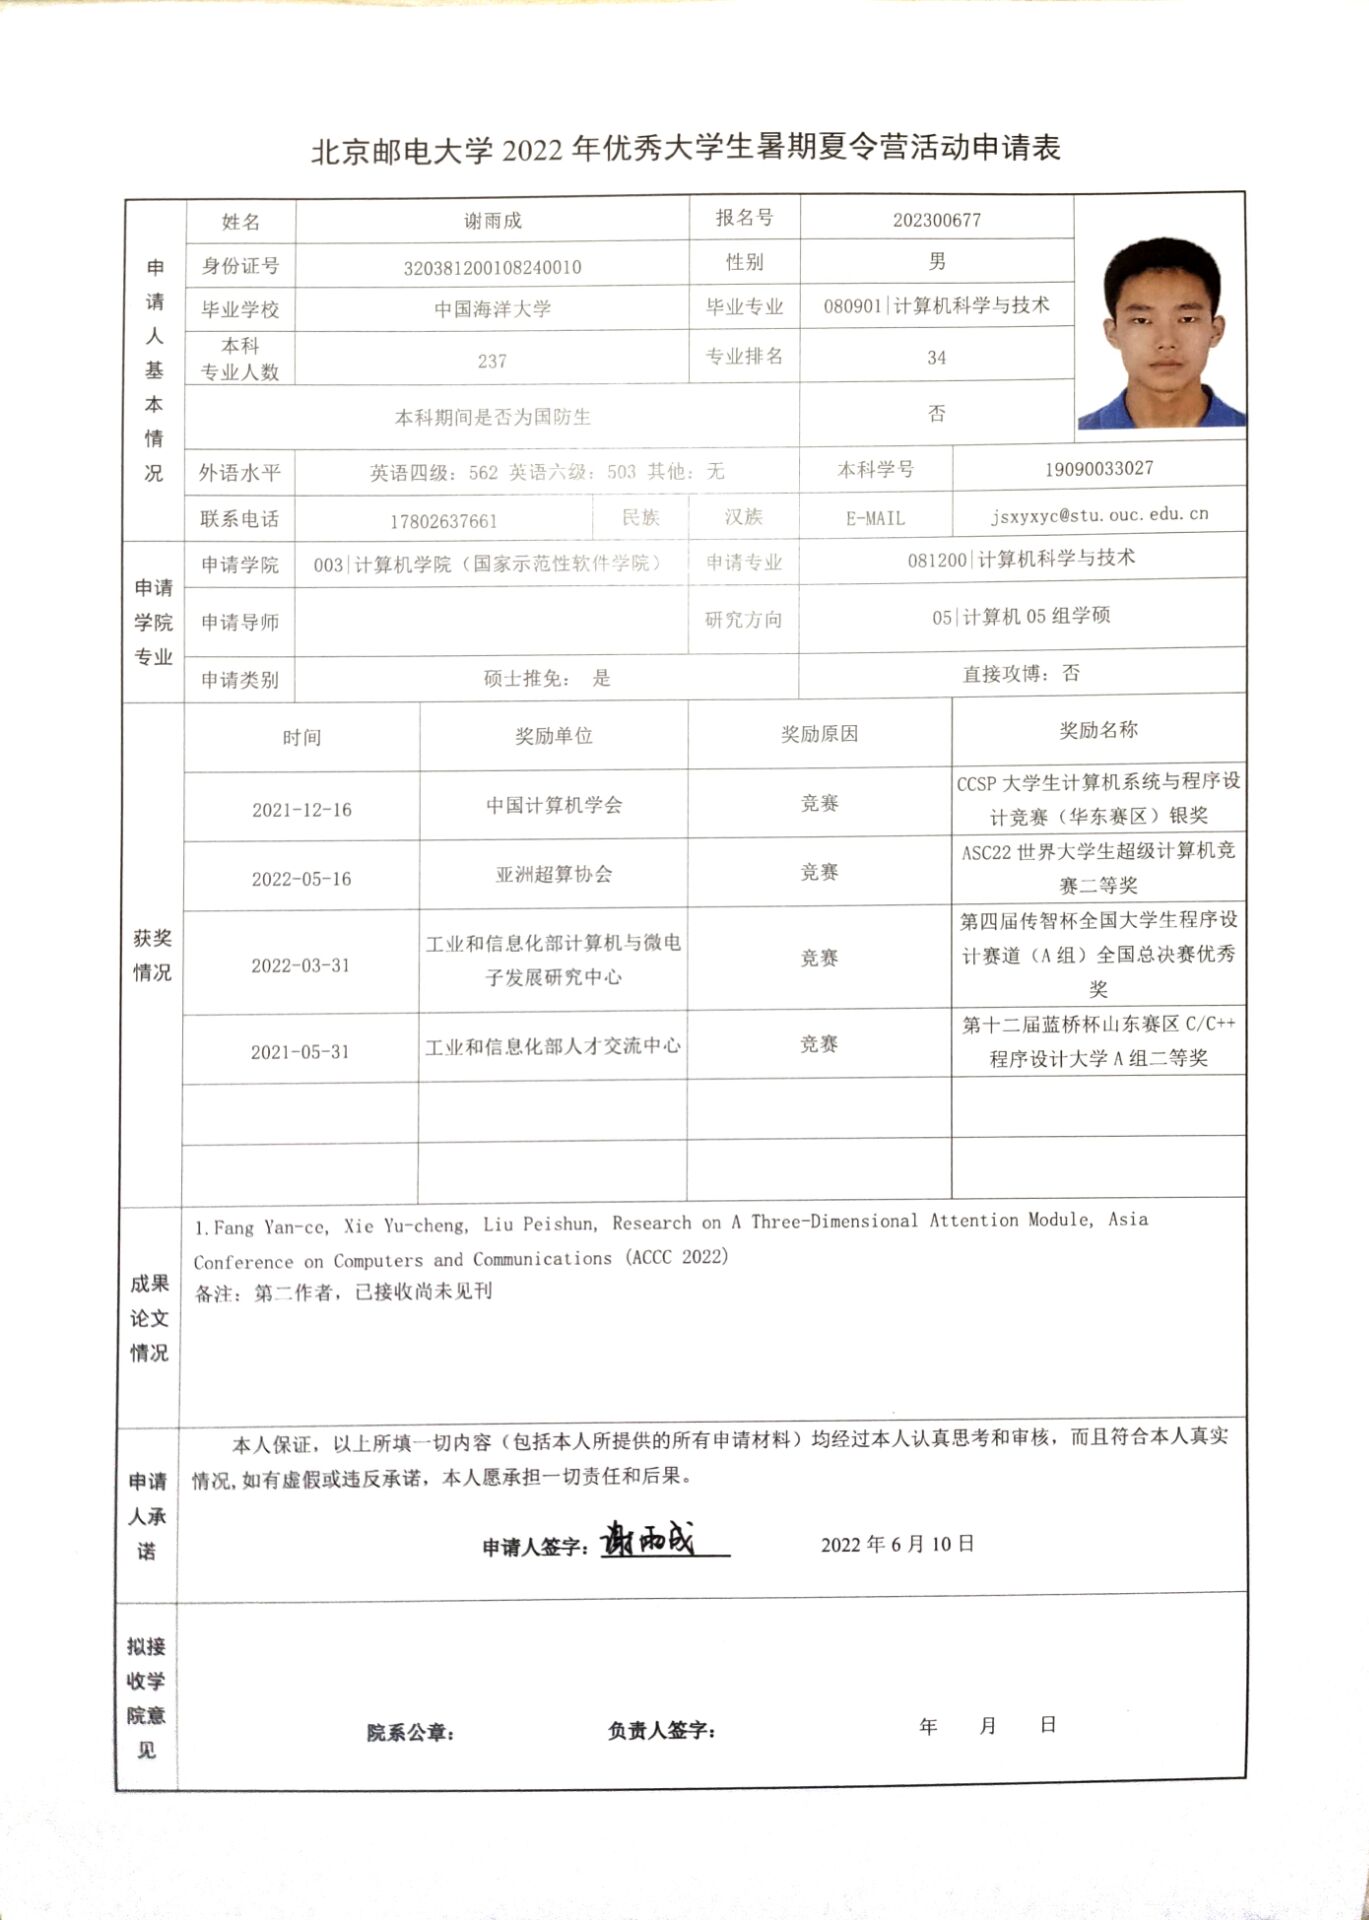 北京邮电大学 2022 年优秀大学生暑期夏令营活动申请表
申请人基本情况
姓名 谢雨成 报名号 202300677
身份证号 320381200108240010 性别 男
毕业学校 中国海洋大学 毕业专业 080901|计算机科学与技术
本科
专业人数 237 专业排名 34
本科期间是否为国防生 否
外语水平 英语四级：562 英语六级：503 其他：无 本科学号 19090033027
联系电话 17802637661 民族 汉族 E-MAIL jsxyxyc@stu.ouc.edu.cn
申请学院专业
申请学院 003|计算机学院（国家示范性软件学院） 申请专业 081200|计算机科学与技术
申请导师 研究方向 05|计算机 05 组学硕
申请类别 硕士推免： 是 直接攻博：否
获奖情况
时间 奖励单位 奖励原因 奖励名称
2021-12-16 中国计算机学会 竞赛 CCSP 大学生计算机系统与程序设
计竞赛（华东赛区）银奖
2022-05-16 亚洲超算协会 竞赛 ASC22 世界大学生超级计算机竞
赛二等奖
2022-03-31 工业和信息化部计算机与微电
子发展研究中心 竞赛 第四届传智杯全国大学生程序设
计赛道（A 组）全国总决赛优秀
奖
2021-05-31 工业和信息化部人才交流中心 竞赛 第十二届蓝桥杯山东赛区 C/C++
程序设计大学 A 组二等奖
成果论文情况
1.Fang Yan-ce, Xie Yu-cheng, Liu Peishun, Research on A Three-Dimensional Attention Module, Asia
Conference on Computers and Communications (ACCC 2022)
备注：第二作者，已接收尚未见刊
申请人承诺
本人保证，以上所填一切内容（包括本人所提供的所有申请材料）均经过本人认真思考和审核，而且符合本人真实
情况,如有虚假或违反承诺，本人愿承担一切责任和后果。
申请人签字：谢雨成 2022 年 6 月 10 日
拟接收学院意见
院系公章： 负责人签字： 年 月 日